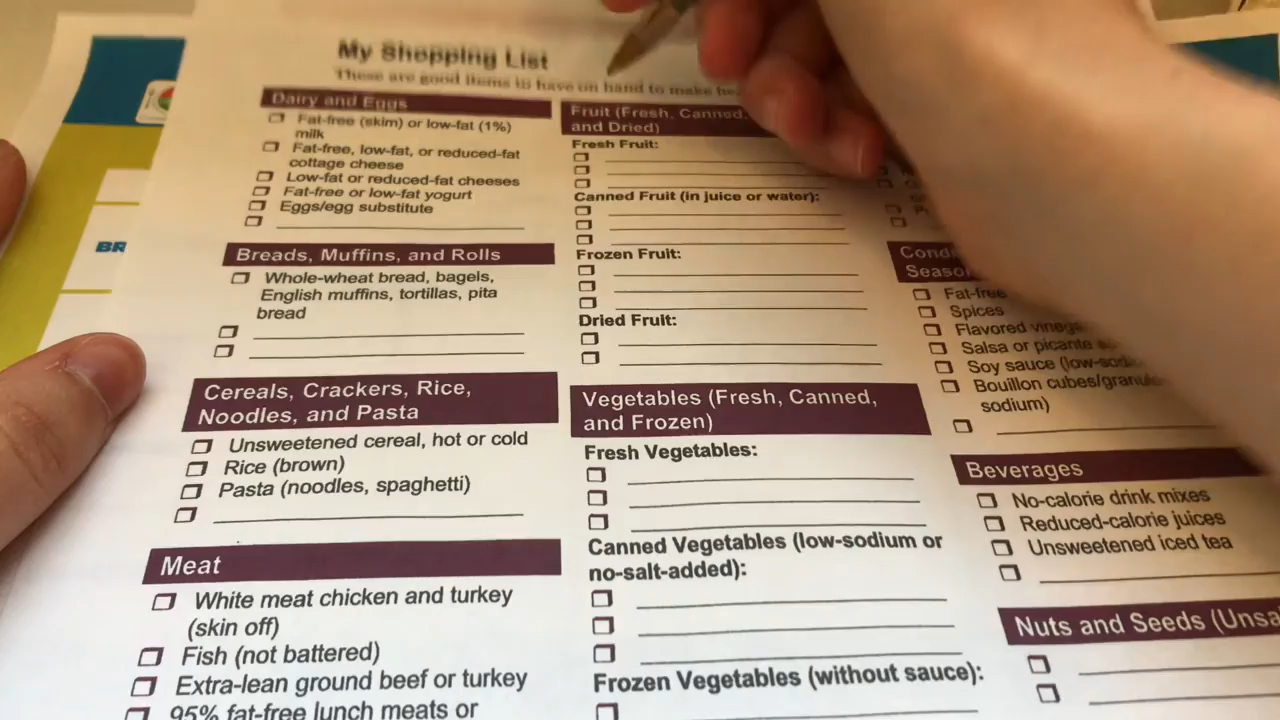 My Shopping List
These are good items to have on hand to make
Dairy and Eggs
Fat-free (skim) or low-fat (1%)
milk
Fat-free, low-fat, or reduced-fat
cottage cheese
Low-fat or reduced-fat cheeses
Fat-free or low-fat yogurt
Eggs/egg substitute
Breads, Muffins, and Rolls
Whole-wheat bread, bagels,
English muffins, tortillas, pita
bread
Cereals, Crackers, Rice,
Noodles, and Pasta
Unsweetened cereal, hot or cold
Rice (brown)
Pasta (noodles, spaghetti)
Meat
White meat chicken and turkey
(skin off)
Fish (not battered)
Extra-lean ground beef or turkey
95% fat-free lunch meats or
Fruit (Fresh, Canned,
and Dried)
Fresh Fruit:
Canned Fruit (in juice or water):
Frozen Fruit:
Dried Fruit:
Vegetables (Fresh, Canned,
and Frozen)
Fresh Vegetables:
Canned Vegetables (low-sodium or
no-salt-added):
Frozen Vegetables (without sauce):
Fat-free
Spices
Flavored
Salsa or picante
Soy sauce
Bouillon
sodium)
Beverages
No-calorie drink mixes
Reduced-calorie juices
Unsweetened iced tea
Nuts and Seeds
BR